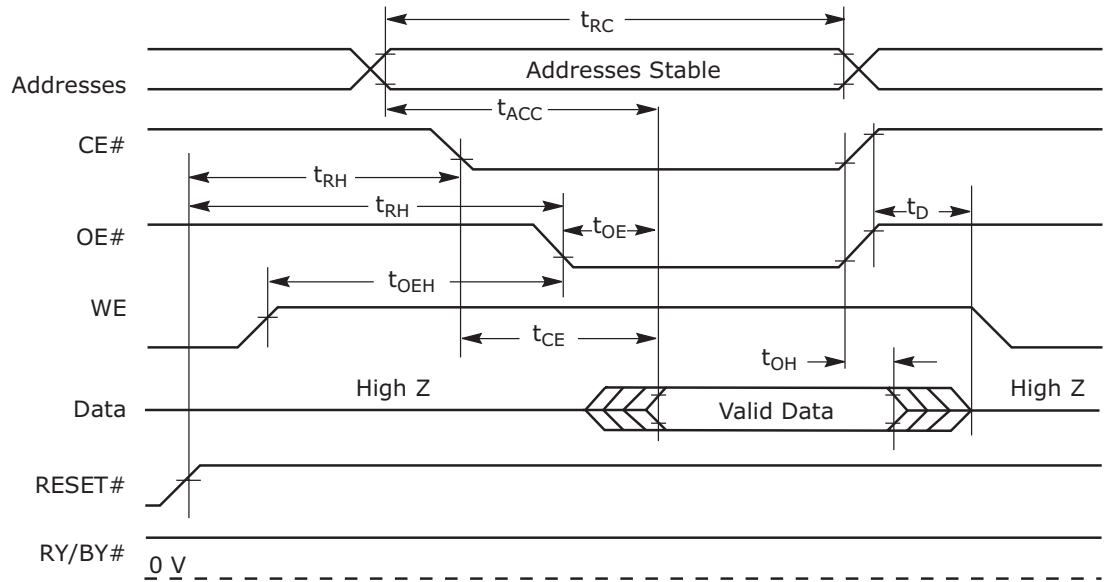 tRC
Addresses
Addresses Stable
tACC
CE#
tRH
tRH
tD
OE#
tOE
tOEH
WE
tCE
tOH
High Z
High Z
Data
Valid Data
RESET#
RY/BY#
0 V